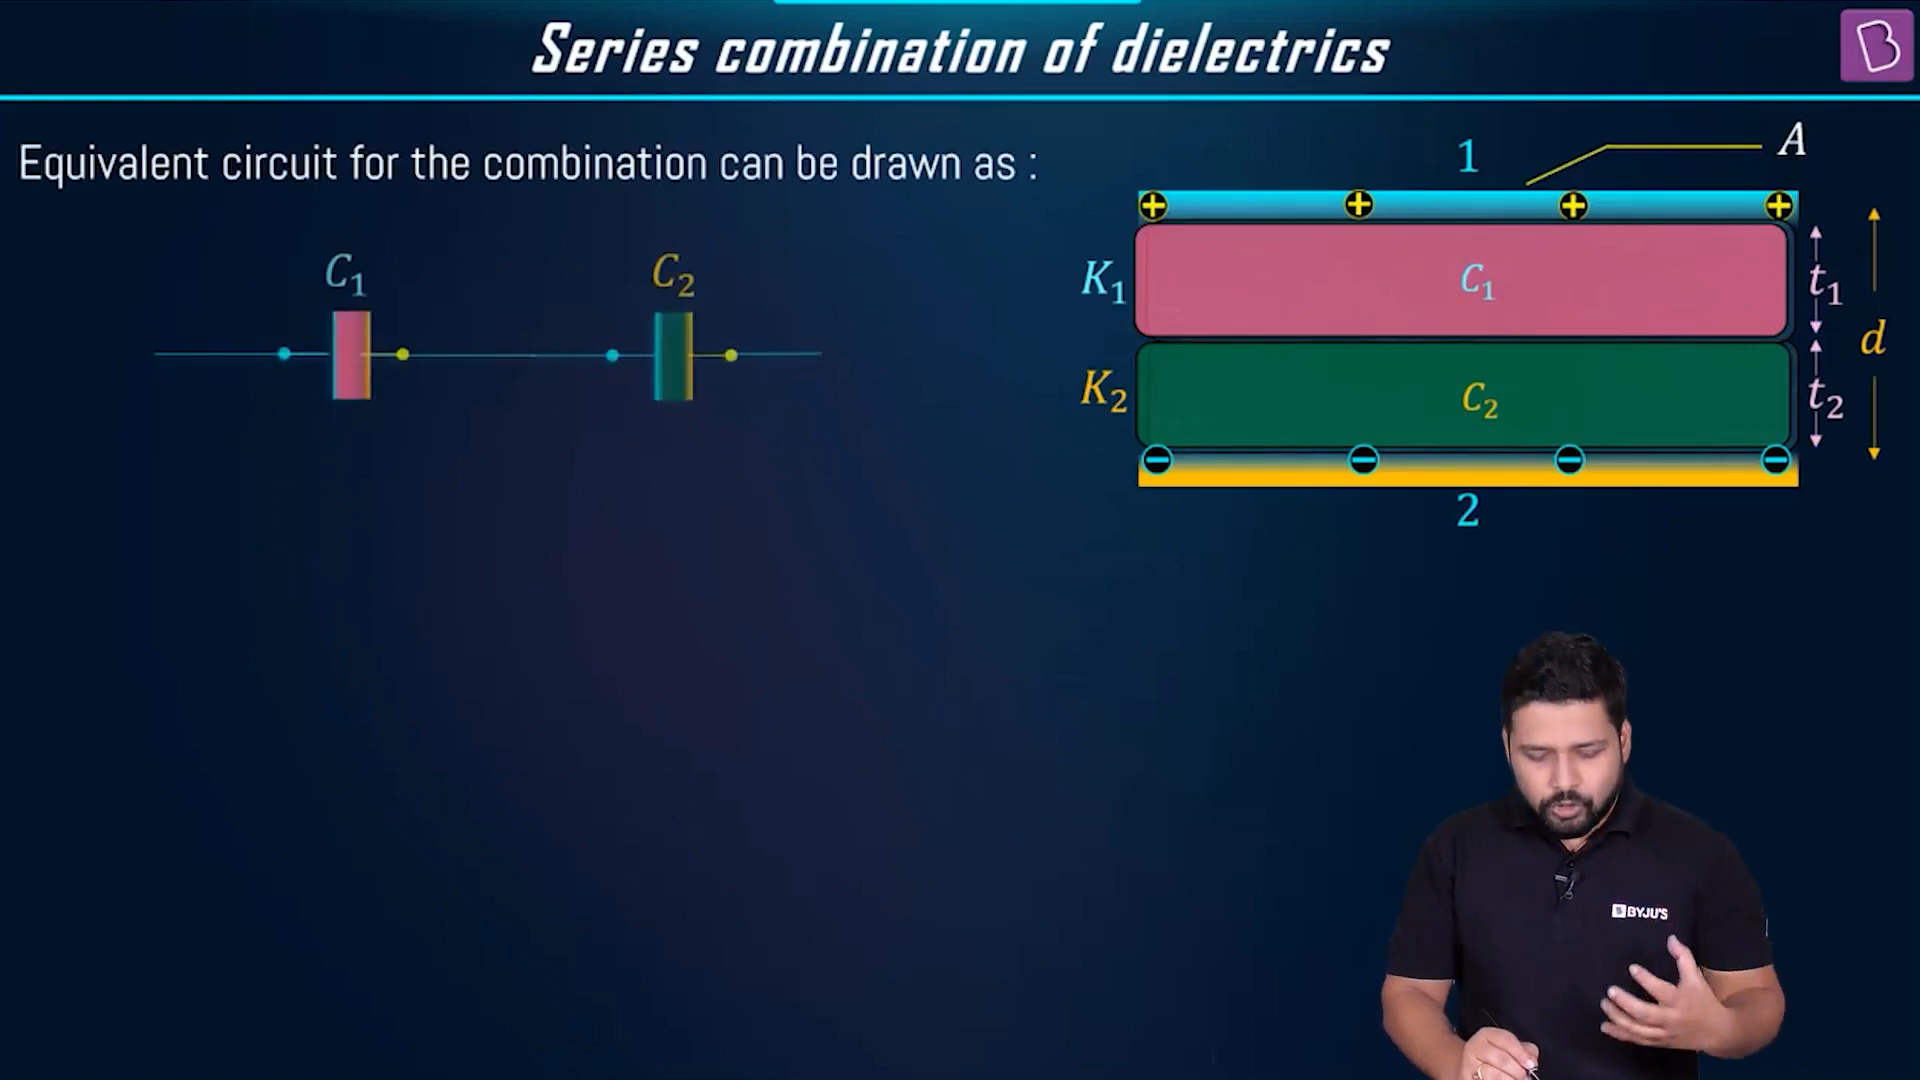 Series combination of dielectrics
Equivalent circuit for the combination can be drawn as :
C₁
C₂
1
A
K₁
C₁
t₁
d
K₂
C₂
t₂
2
BYJU'S